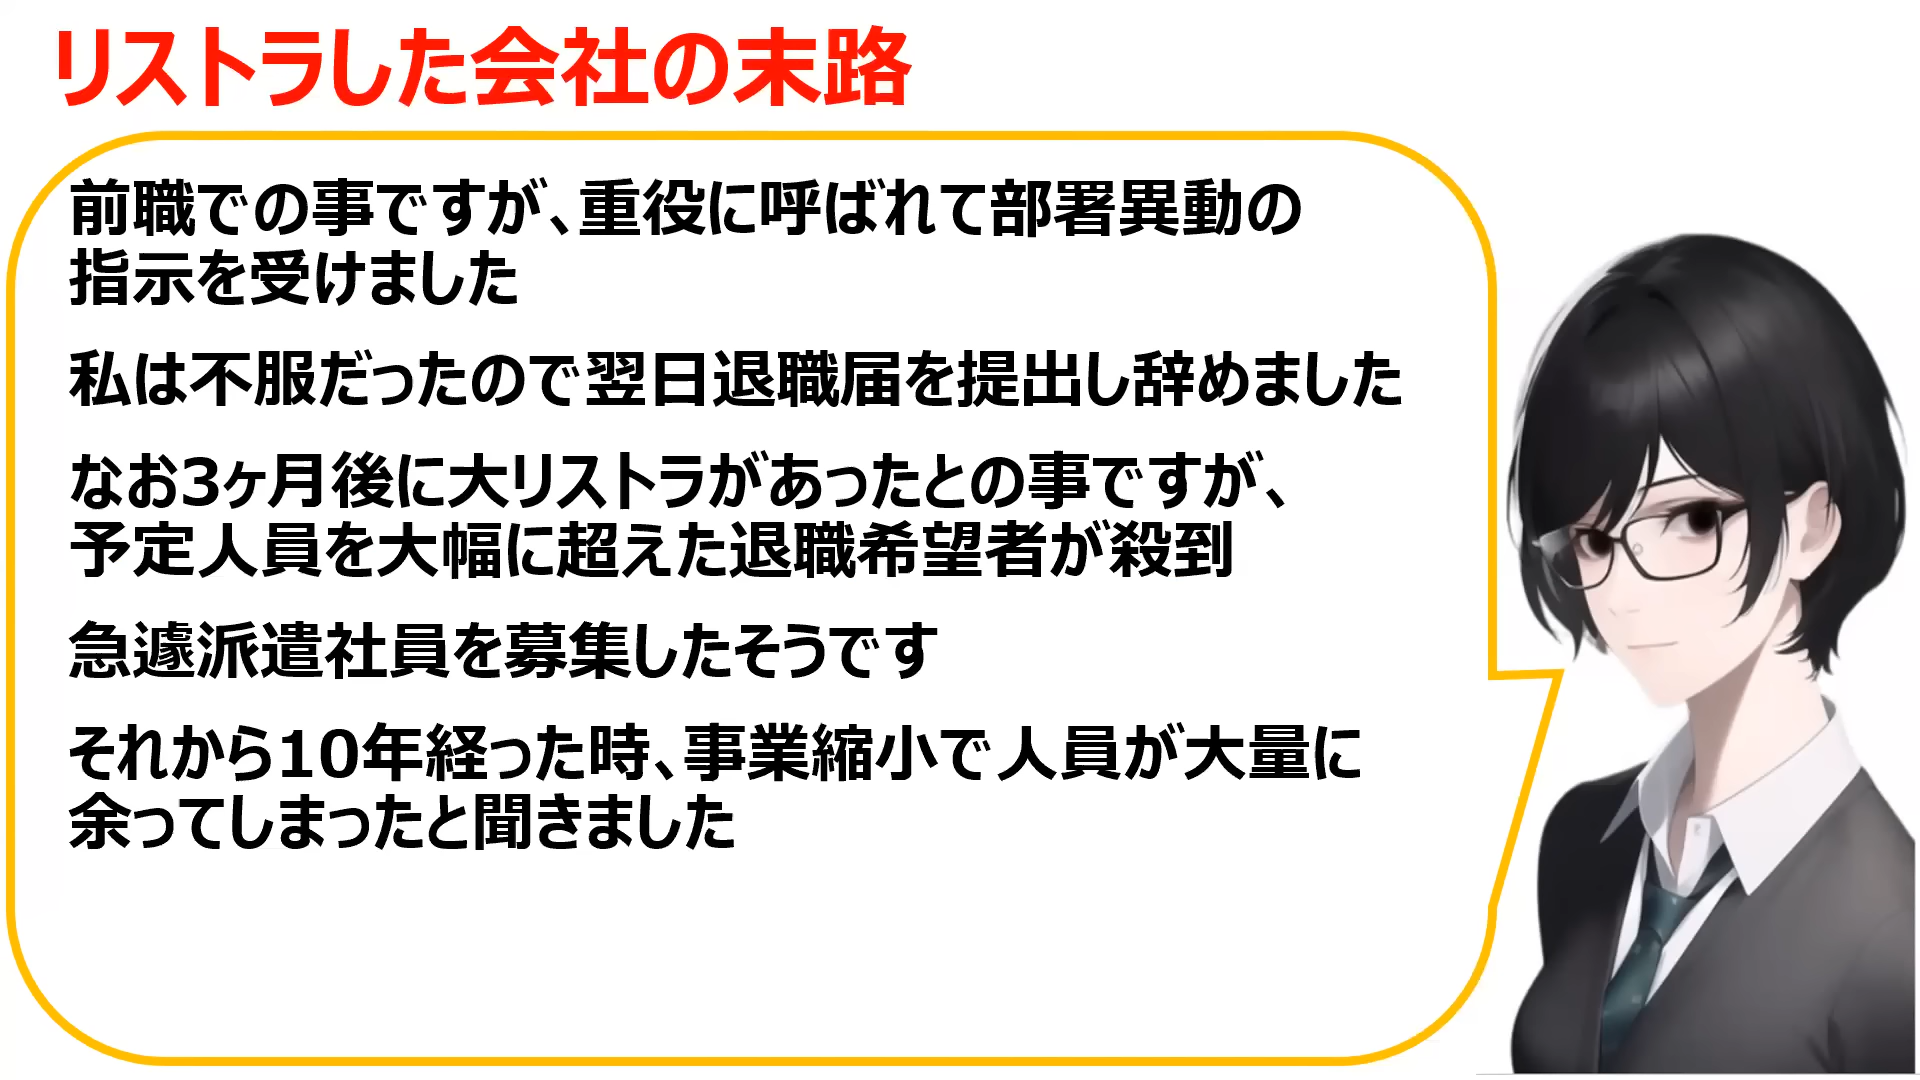 リストラした会社の末路
前職での事ですが、重役に呼ばれて部署異動の
指示を受けました
私は不服だったので翌日退職届を提出し辞めました
なお3ヶ月後に大リストラがあったとの事ですが、
予定人員を大幅に超えた退職希望者が殺到
急遽派遣社員を募集したそうです
それから10年経った時、事業縮小で人員が大量に
余ってしまったと聞きました